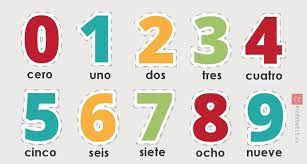 0 1 2 3 4
cero uno dos tres cuatro
5 6 7 8 9
cinco seis siete ocho nueve